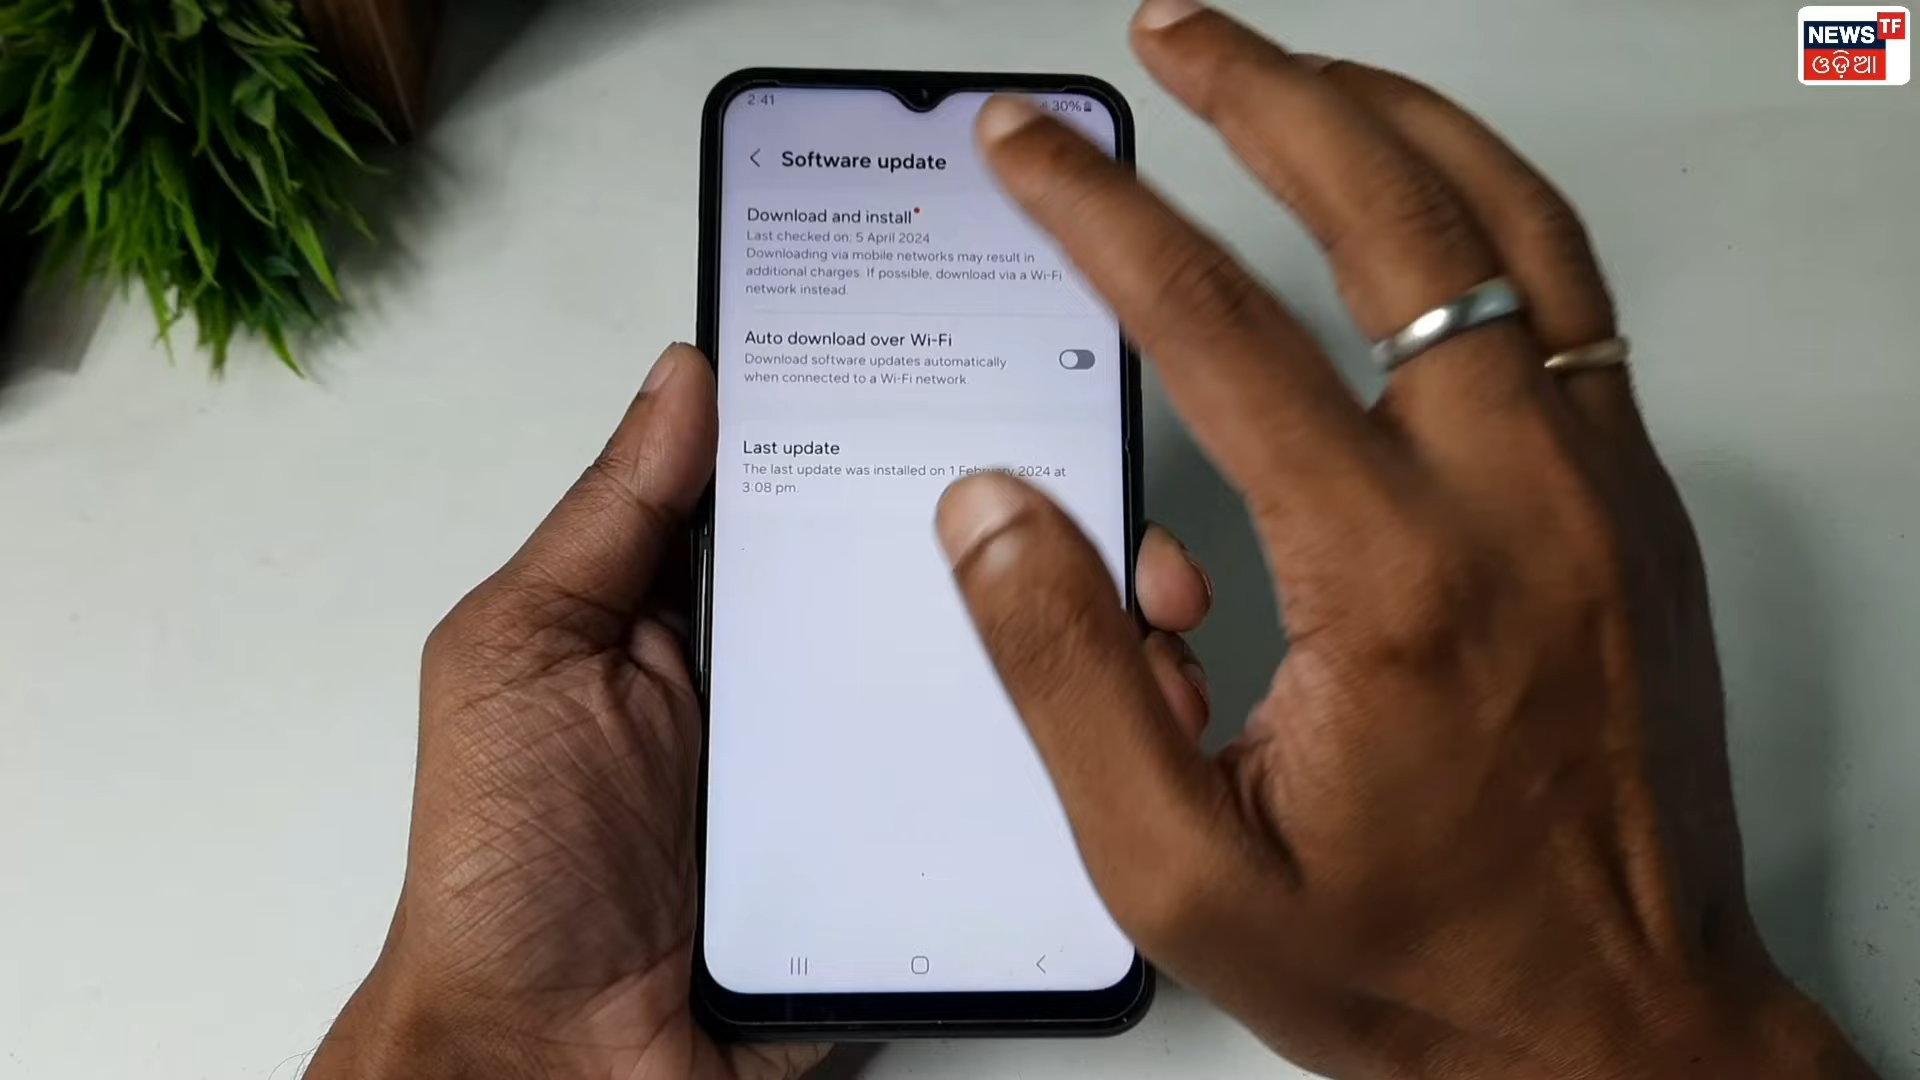 NEWS TF
ଓଡ଼ିଆ
2:41
30%
Software update
Download and install
Last checked on: 5 April 2024
Downloading via mobile networks may result in
additional charges. If possible, download via a Wi-Fi
network instead.
Auto download over Wi-Fi
Download software updates automatically
when connected to a Wi-Fi network.
Last update
The last update was installed on 1 February 2024 at
3:08 pm.